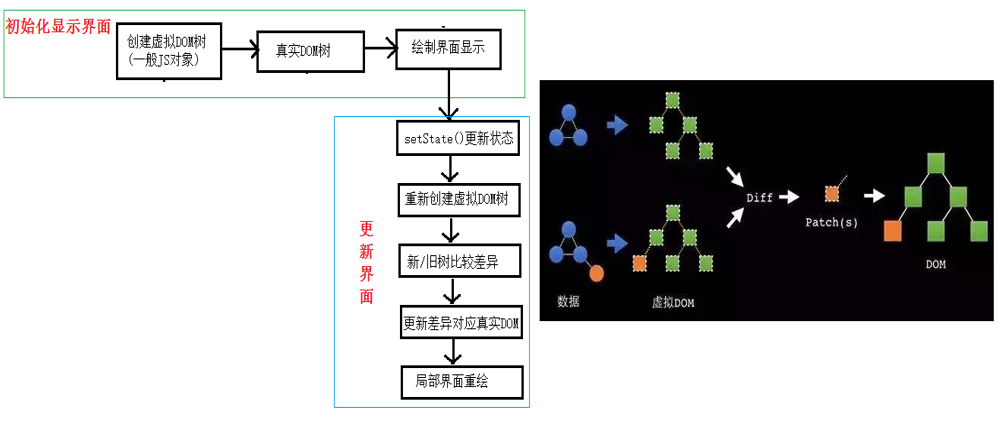 初始化显示界面
创建虚拟DOM树
(一般JS对象)
真实DOM树
绘制界面显示
setState()更新状态
重新创建虚拟DOM树
新/旧树比较差异
更新差异对应真实DOM
局部界面重绘
更新界面
Diff
Patch(s)
DOM
数据
虚拟DOM